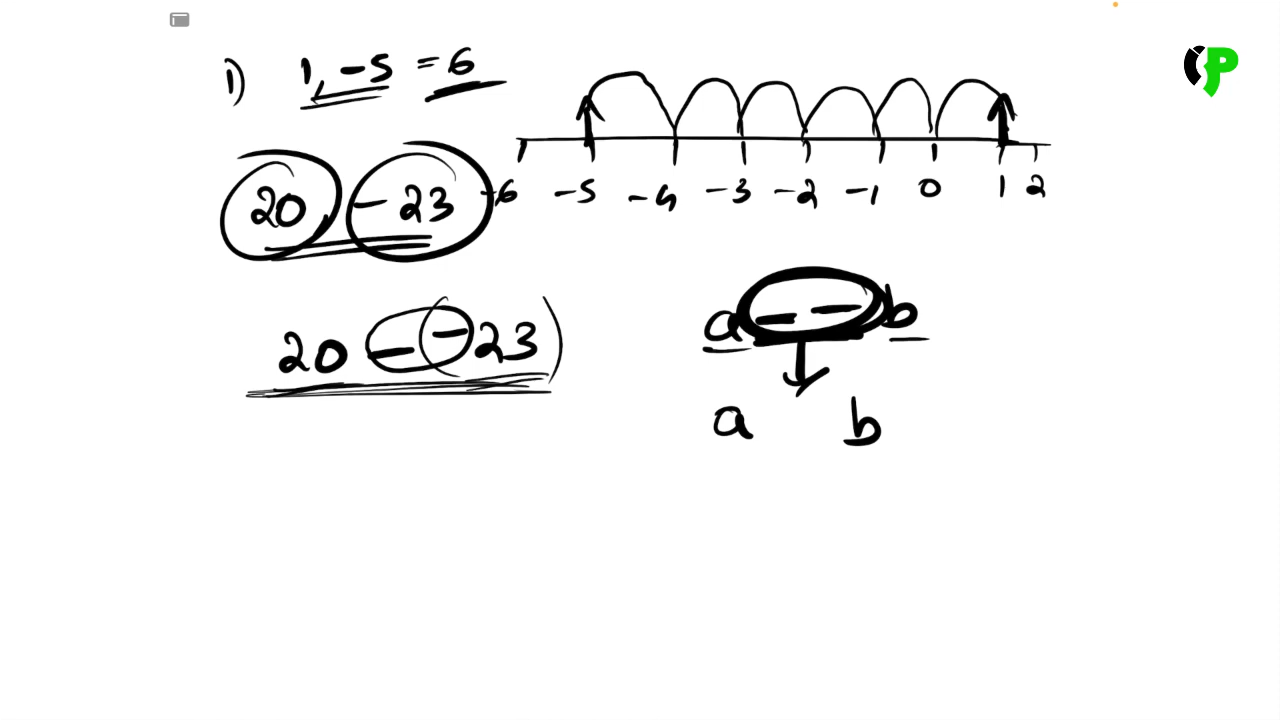 1) 1, -5 = 6
-6 -5 -4 -3 -2 -1 0 1 2
20 -23
20 - (-23)
a - - b
a b
P